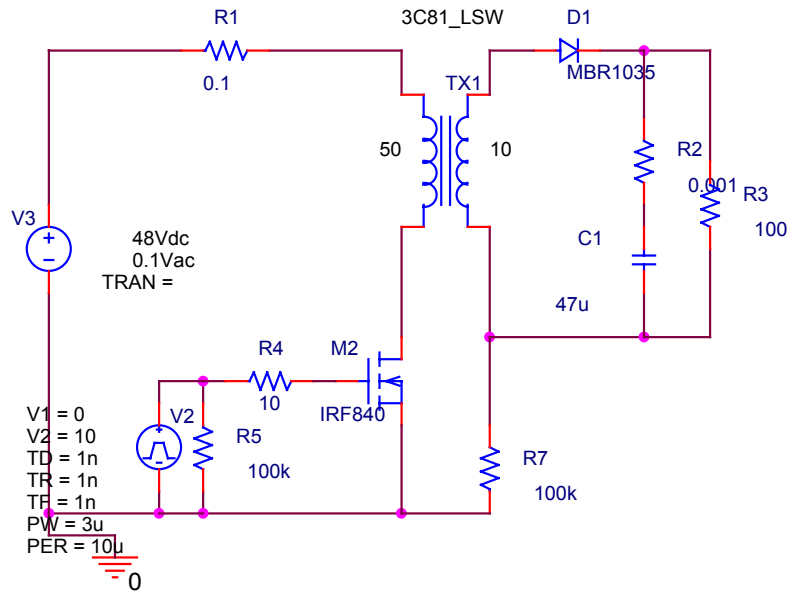 R1
0.1
3C81_LSW
D1
MBR1035
TX1
50
10
R2
0.001
R3
100
C1
47u
V3
48Vdc
0.1Vac
TRAN =
R4
10
M2
IRF840
V2
R5
100k
R7
100k
V1 = 0
V2 = 10
TD = 1n
TR = 1n
TF = 1n
PW = 3u
PER = 10u
0